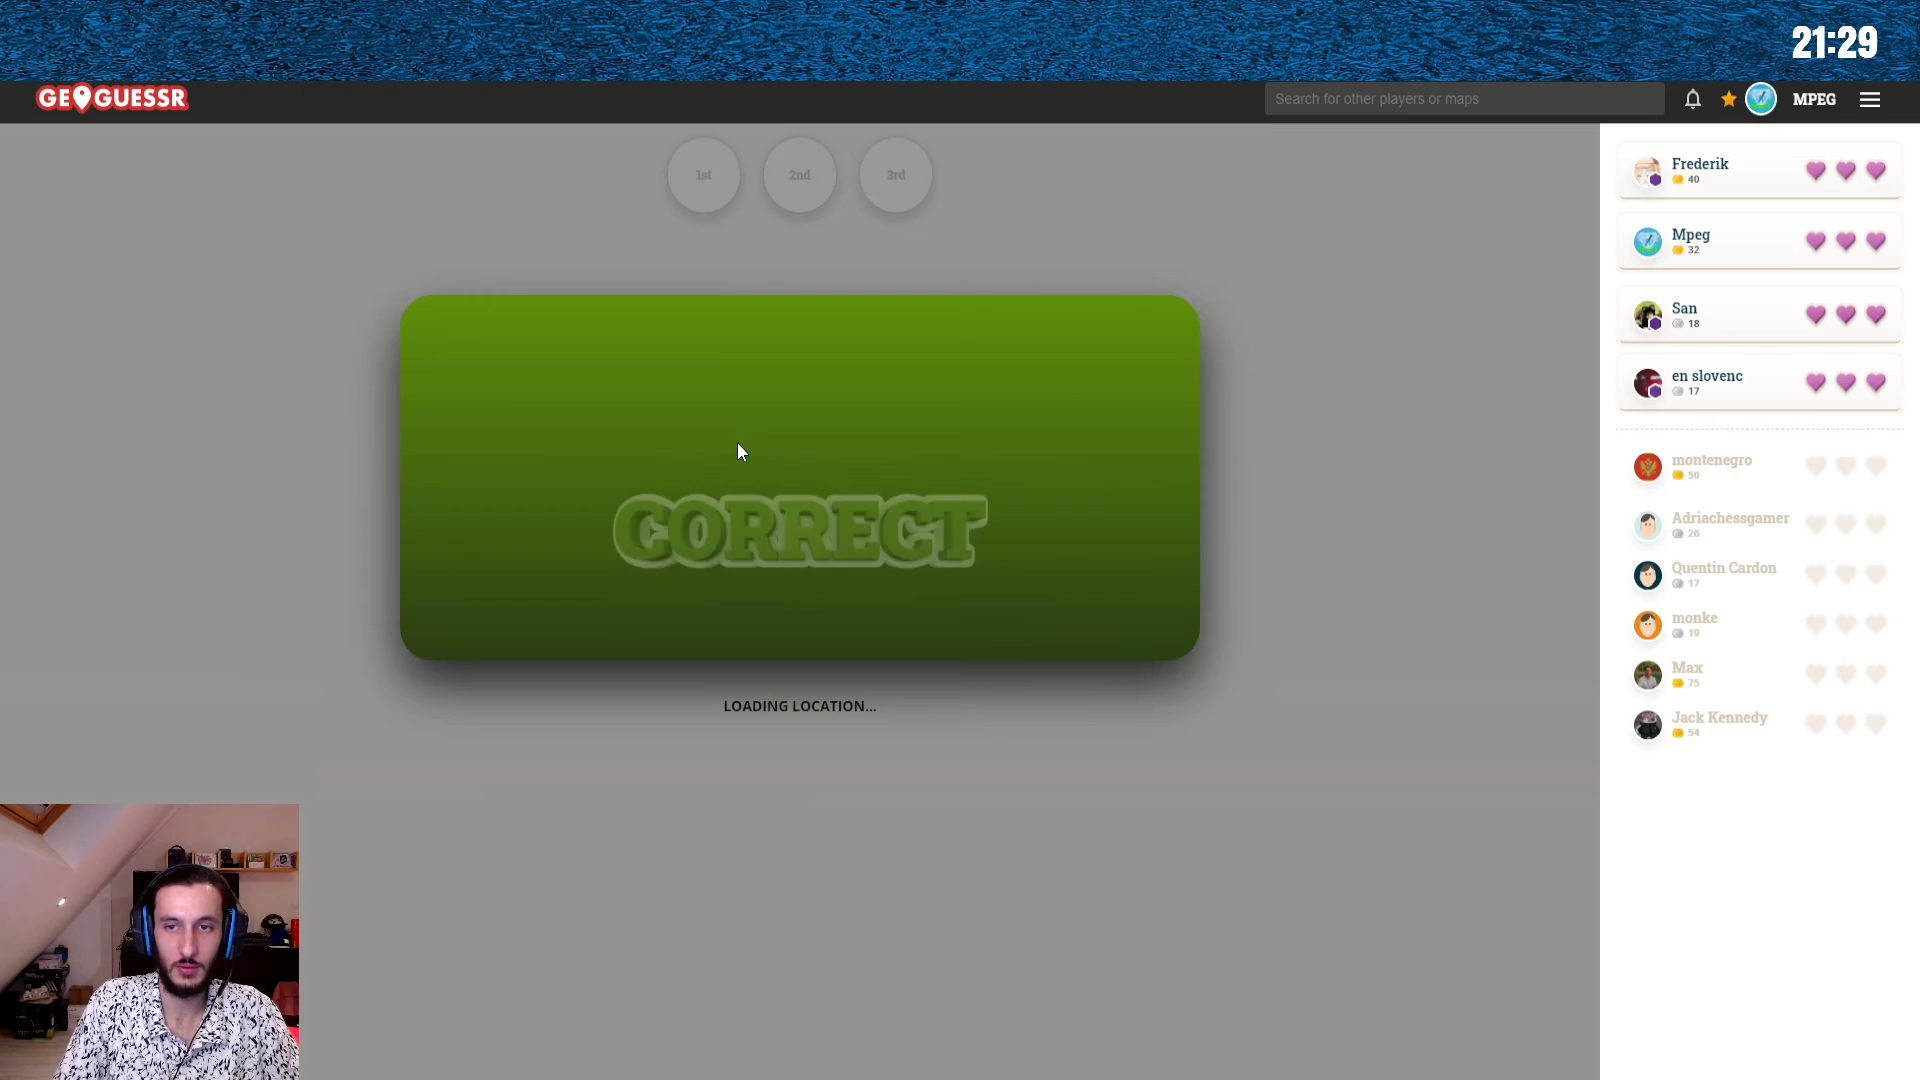 21:29
GEOGUESSR
Search for other players or maps
MPEG
1st
2nd
3rd
CORRECT
LOADING LOCATION...
Frederik
40
Mpeg
32
San
18
en slovenc
17
montenegro
50
Adriachessgamer
26
Quentin Cardon
17
monke
19
Max
75
Jack Kennedy
54